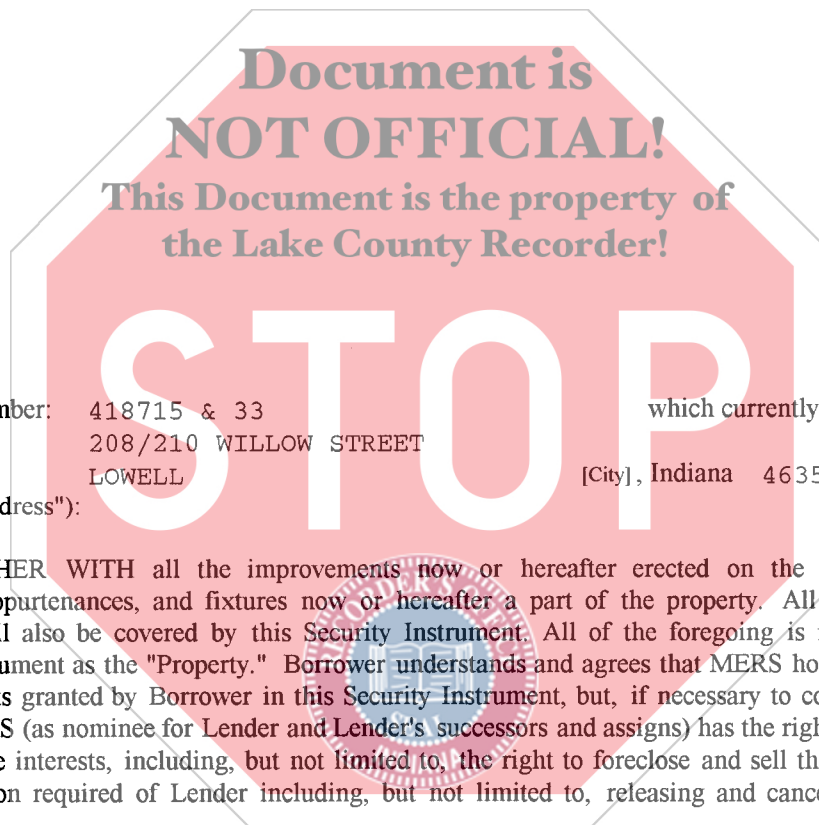 Document is
NOT OFFICIAL!
This Document is the property of
the Lake County Recorder!
STOP
nber: 418715 & 33 which currently
208/210 WILLOW STREET
LOWELL [City], Indiana 4635
dress"):
HER WITH all the improvements now or hereafter erected on the
ppurtenances, and fixtures now or hereafter a part of the property. All
l also be covered by this Security Instrument. All of the foregoing is
ument as the "Property." Borrower understands and agrees that MERS ho
s granted by Borrower in this Security Instrument, but, if necessary to co
S (as nominee for Lender and Lender's successors and assigns) has the righ
e interests, including, but not limited to, the right to foreclose and sell th
on required of Lender including, but not limited to, releasing and cance
SEAL